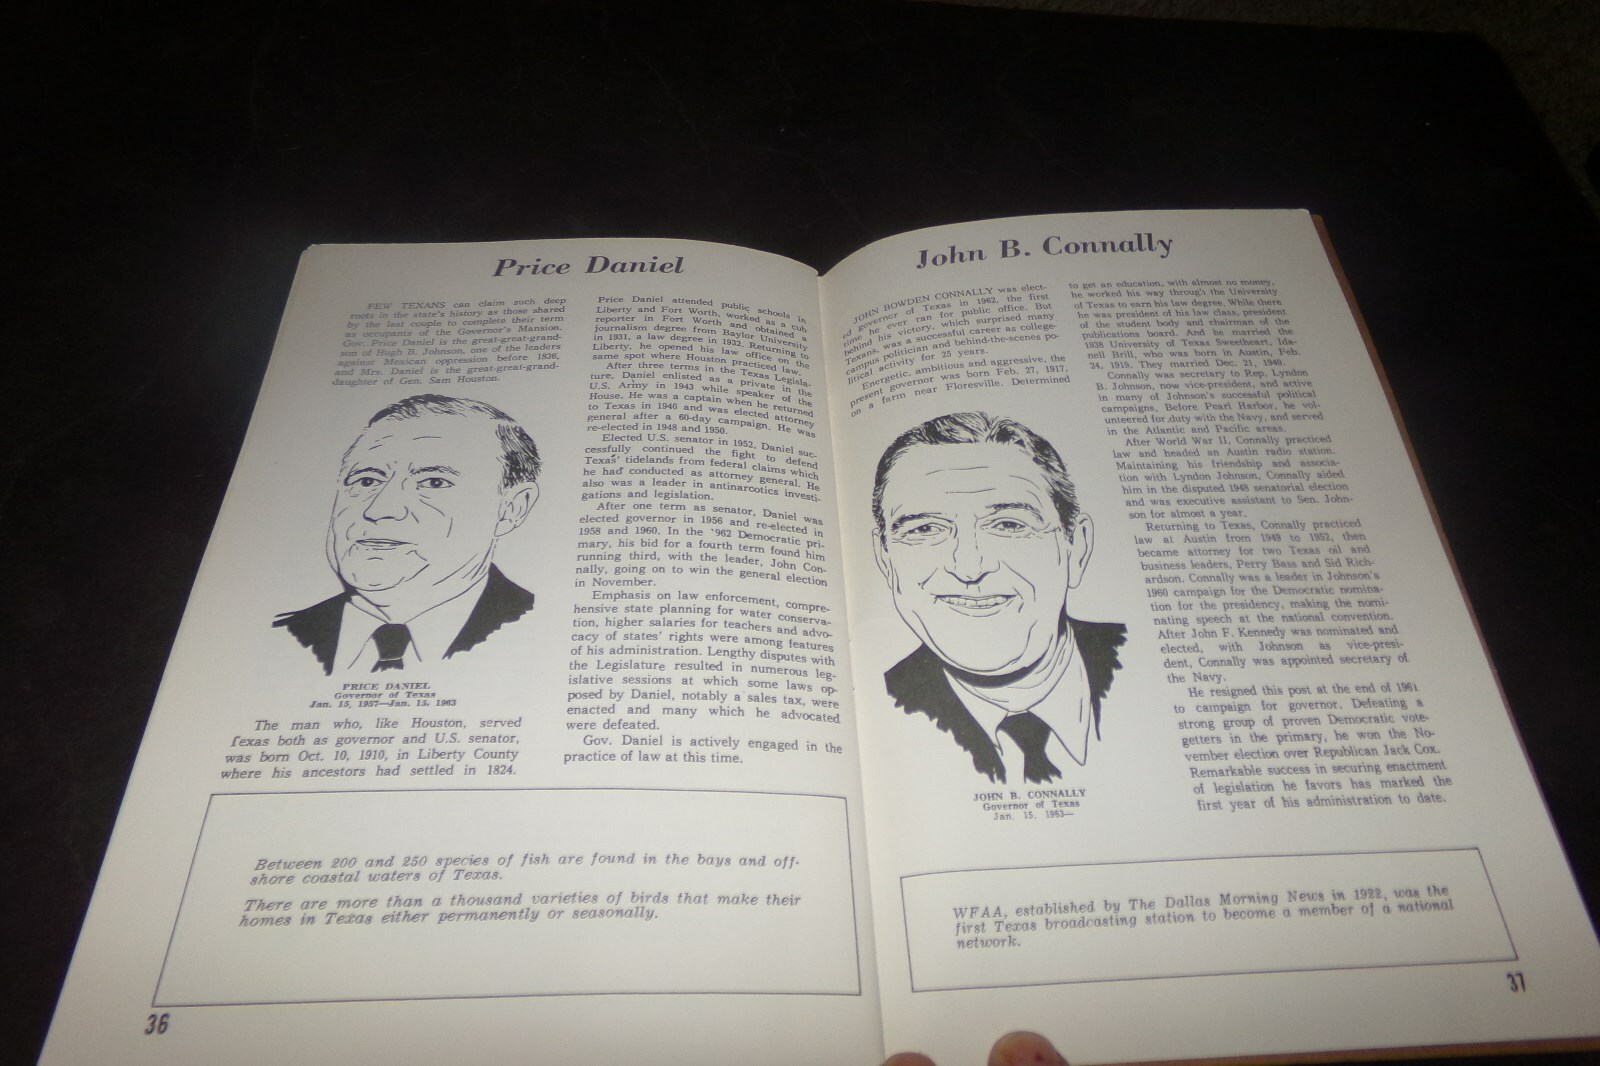 Price Daniel
FEW TEXANS can claim such deep
roots in the state's history as those shared
by the last couple to complete their term
as occupants of the Governor's Mansion.
Gov. Price Daniel is the great-great-grand-
son of Hugh B. Johnson, one of the leaders
against Mexican oppression before 1836,
and Mrs. Daniel is the great-great-grand-
daughter of Gen. Sam Houston.
PRICE DANIEL
Governor of Texas
Jan. 15, 1957—Jan. 15, 1963
The man who, like Houston, served
Texas both as governor and U.S. senator,
was born Oct. 10, 1910, in Liberty County
where his ancestors had settled in 1824.
Price Daniel attended public schools in
Liberty and Fort Worth, worked as a cub
reporter in Fort Worth and obtained a
journalism degree from Baylor University
in 1931, a law degree in 1932. Returning to
Liberty, he opened his law office on the
same spot where Houston practiced law.
After three terms in the Texas Legisla-
ture, Daniel enlisted as a private in the
U.S. Army in 1943 while speaker of the
House. He was a captain when he returned
to Texas in 1946 and was elected attorney
general after a 60-day campaign. He was
re-elected in 1948 and 1950.
Elected U.S. senator in 1952, Daniel suc-
cessfully continued the fight to defend
Texas' tidelands from federal claims which
he had conducted as attorney general. He
also was a leader in antinarcotics investi-
gations and legislation.
After one term as senator, Daniel was
elected governor in 1956 and re-elected in
1958 and 1960. In the '962 Democratic pri-
mary, his bid for a fourth term found him
running third, with the leader, John Con-
nally, going on to win the general election
in November.
Emphasis on law enforcement, compre-
hensive state planning for water conserva-
tion, higher salaries for teachers and advo-
cacy of states' rights were among features
of his administration. Lengthy disputes with
the Legislature resulted in numerous leg-
islative sessions at which some laws op-
posed by Daniel, notably a sales tax, were
enacted and many which he advocated
were defeated.
Gov. Daniel is actively engaged in the
practice of law at this time.
Between 200 and 250 species of fish are found in the bays and off-
shore coastal waters of Texas.
There are more than a thousand varieties of birds that make their
homes in Texas either permanently or seasonally.
36
John B. Connally
JOHN BOWDEN CONNALLY was elect-
ed governor of Texas in 1962, the first
time he ever ran for public office. But
behind his victory, which surprised many
Texans, was a successful career as college-
campus politician and behind-the-scenes po-
litical activity for 25 years.
Energetic, ambitious and aggressive, the
present governor was born Feb. 27, 1917,
on a farm near Floresville. Determined
JOHN B. CONNALLY
Governor of Texas
Jan. 15, 1963—
to get an education, with almost no money,
he worked his way through the University
of Texas to earn his law degree. While there
he was president of his law class, president
of the student body and chairman of the
publications board. And he married the
1938 University of Texas Sweetheart, Ida-
nell Brill, who was born in Austin, Feb.
24, 1919. They married Dec. 21, 1940.
Connally was secretary to Rep. Lyndon
B. Johnson, now vice-president, and active
in many of Johnson's successful political
campaigns. Before Pearl Harbor, he vol-
unteered for duty with the Navy, and served
in the Atlantic and Pacific areas.
After World War II, Connally practiced
law and headed an Austin radio station.
Maintaining his friendship and associa-
tion with Lyndon Johnson, Connally aided
him in the disputed 1948 senatorial election
and was executive assistant to Sen. John-
son for almost a year.
Returning to Texas, Connally practiced
law at Austin from 1949 to 1952, then
became attorney for two Texas oil and
business leaders, Perry Bass and Sid Rich-
ardson. Connally was a leader in Johnson's
1960 campaign for the Democratic nomina-
tion for the presidency, making the nomi-
nating speech at the national convention.
After John F. Kennedy was nominated and
elected, with Johnson as vice-presi-
dent, Connally was appointed secretary of
the Navy.
He resigned this post at the end of 1961
to campaign for governor. Defeating a
strong group of proven Democratic vote-
getters in the primary, he won the No-
vember election over Republican Jack Cox.
Remarkable success in securing enactment
of legislation he favors has marked the
first year of his administration to date.
WFAA, established by The Dallas Morning News in 1922, was the
first Texas broadcasting station to become a member of a national
network.
37